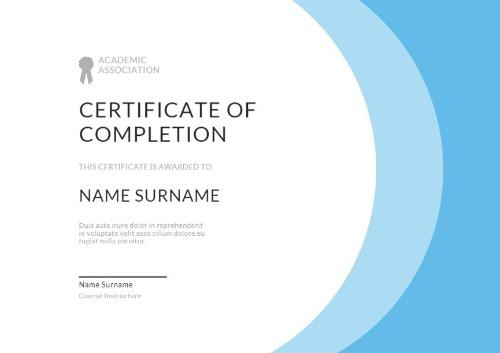 ACADEMIC
ASSOCIATION
CERTIFICATE OF
COMPLETION
THIS CERTIFICATE IS AWARDED TO
NAME SURNAME
Duis aute irure dolor in reprehenderit
in voluptate velit esse cillum dolore eu
fugiat nulla pariatur.
Name Surname
Course Instructure